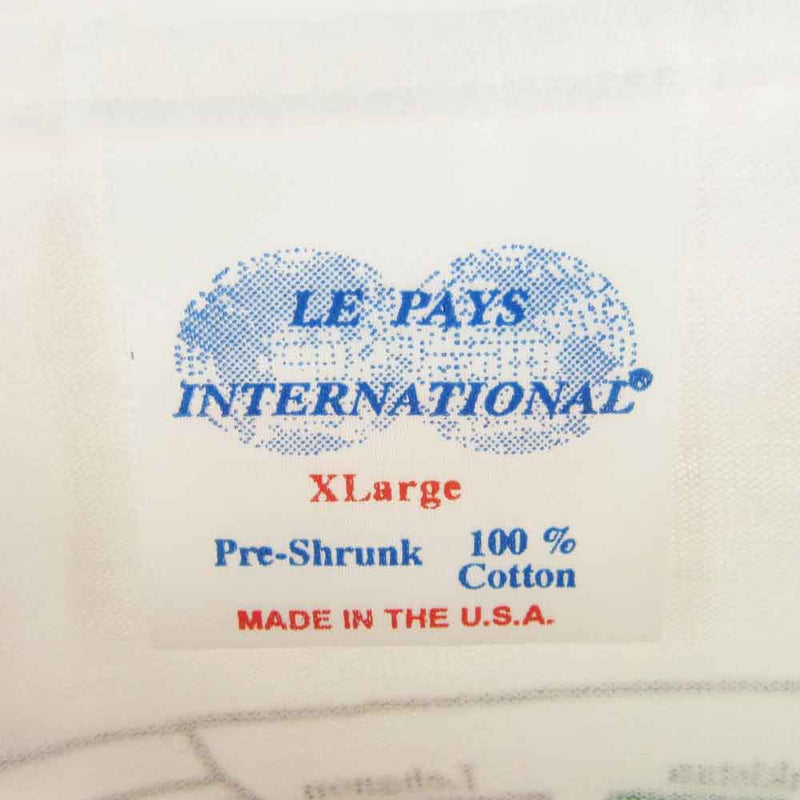 LE PAYS
INTERNATIONAL®
XLarge
Pre-Shrunk 100 %
Cotton
MADE IN THE U.S.A.